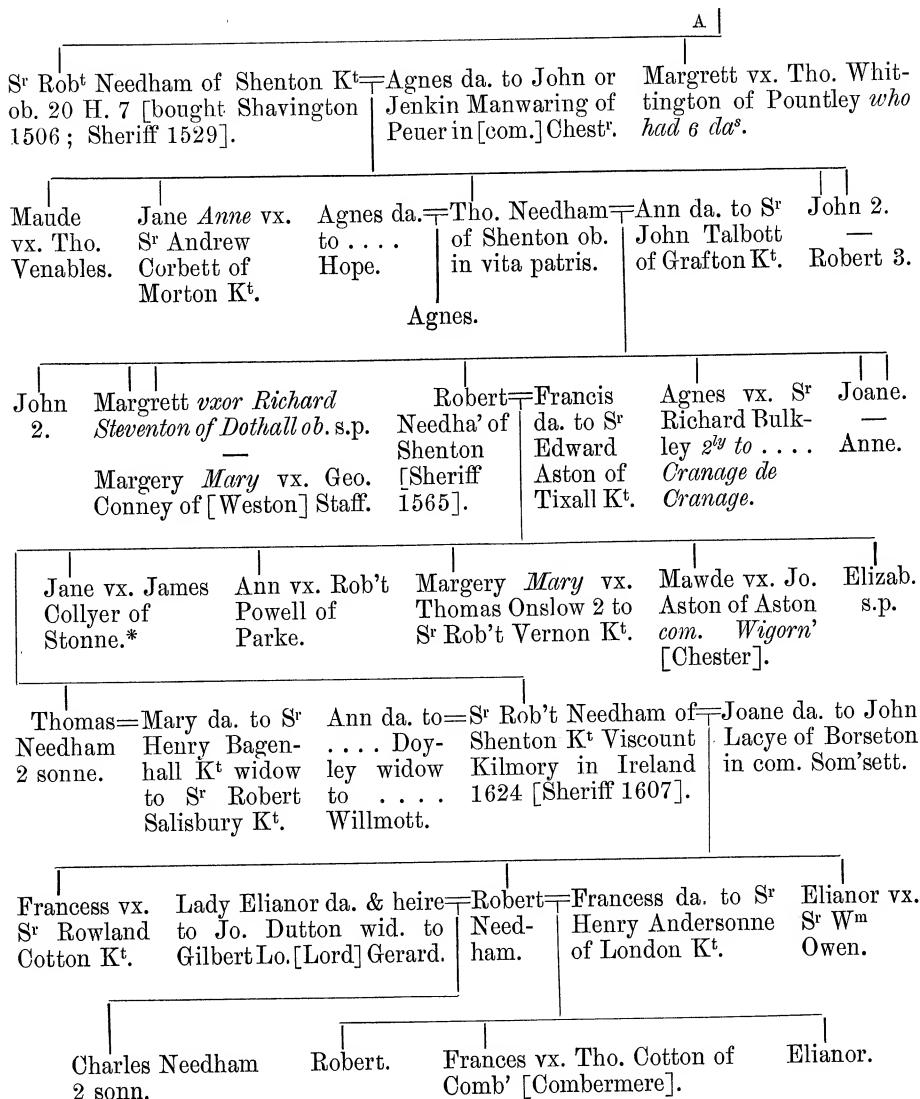 A
Sʳ Robᵗ Needham of Shenton Kᵗ
ob. 20 H. 7 [bought Shavington
1506 ; Sheriff 1529].
Agnes da. to John or
Jenkin Manwaring of
Peuer in [com.] Chestʳ.
Margrett vx. Tho. Whit-
tington of Pountley who
had 6 daˢ.
Maude
vx. Tho.
Venables.
Jane Anne vx.
Sʳ Andrew
Corbett of
Morton Kᵗ.
Agnes da.
to . . . .
Hope.
Tho. Needham
of Shenton ob.
in vita patris.
Ann da. to Sʳ
John Talbott
of Grafton Kᵗ.
John 2.
—
Robert 3.
Agnes.
John
2.
Margrett vxor Richard
Steventon of Dothall ob. s.p.
—
Margery Mary vx. Geo.
Conney of [Weston] Staff.
Robert
Needha' of
Shenton
[Sheriff
1565].
Francis
da. to Sʳ
Edward
Aston of
Tixall Kᵗ.
Agnes vx. Sʳ
Richard Bulk-
ley 2ˡʸ to . . . .
Cranage de
Cranage.
Joane.
—
Anne.
Jane vx. James
Collyer of
Stonne.*
Ann vx. Rob't
Powell of
Parke.
Margery Mary vx.
Thomas Onslow 2 to
Sʳ Rob't Vernon Kᵗ.
Mawde vx. Jo.
Aston of Aston
com. Wigorn'
[Chester].
Elizab.
s.p.
Thomas
Needham
2 sonne.
Mary da. to Sʳ
Henry Bagen-
hall Kᵗ widow
to Sʳ Robert
Salisbury Kᵗ.
Ann da. to
. . . . Doy-
ley widow
to . . . .
Willmott.
Sʳ Rob't Needham of
Shenton Kᵗ Viscount
Kilmory in Ireland
1624 [Sheriff 1607].
Joane da. to John
Lacye of Borseton
in com. Som'sett.
Francess vx.
Sʳ Rowland
Cotton Kᵗ.
Lady Elianor da. & heire
to Jo. Dutton wid. to
Gilbert Lo. [Lord] Gerard.
Robert
Need-
ham.
Francess da. to Sʳ
Henry Andersonne
of London Kᵗ.
Elianor vx.
Sʳ Wᵐ
Owen.
Charles Needham
2 sonn.
Robert.
Frances vx. Tho. Cotton of
Comb' [Combermere].
Elianor.